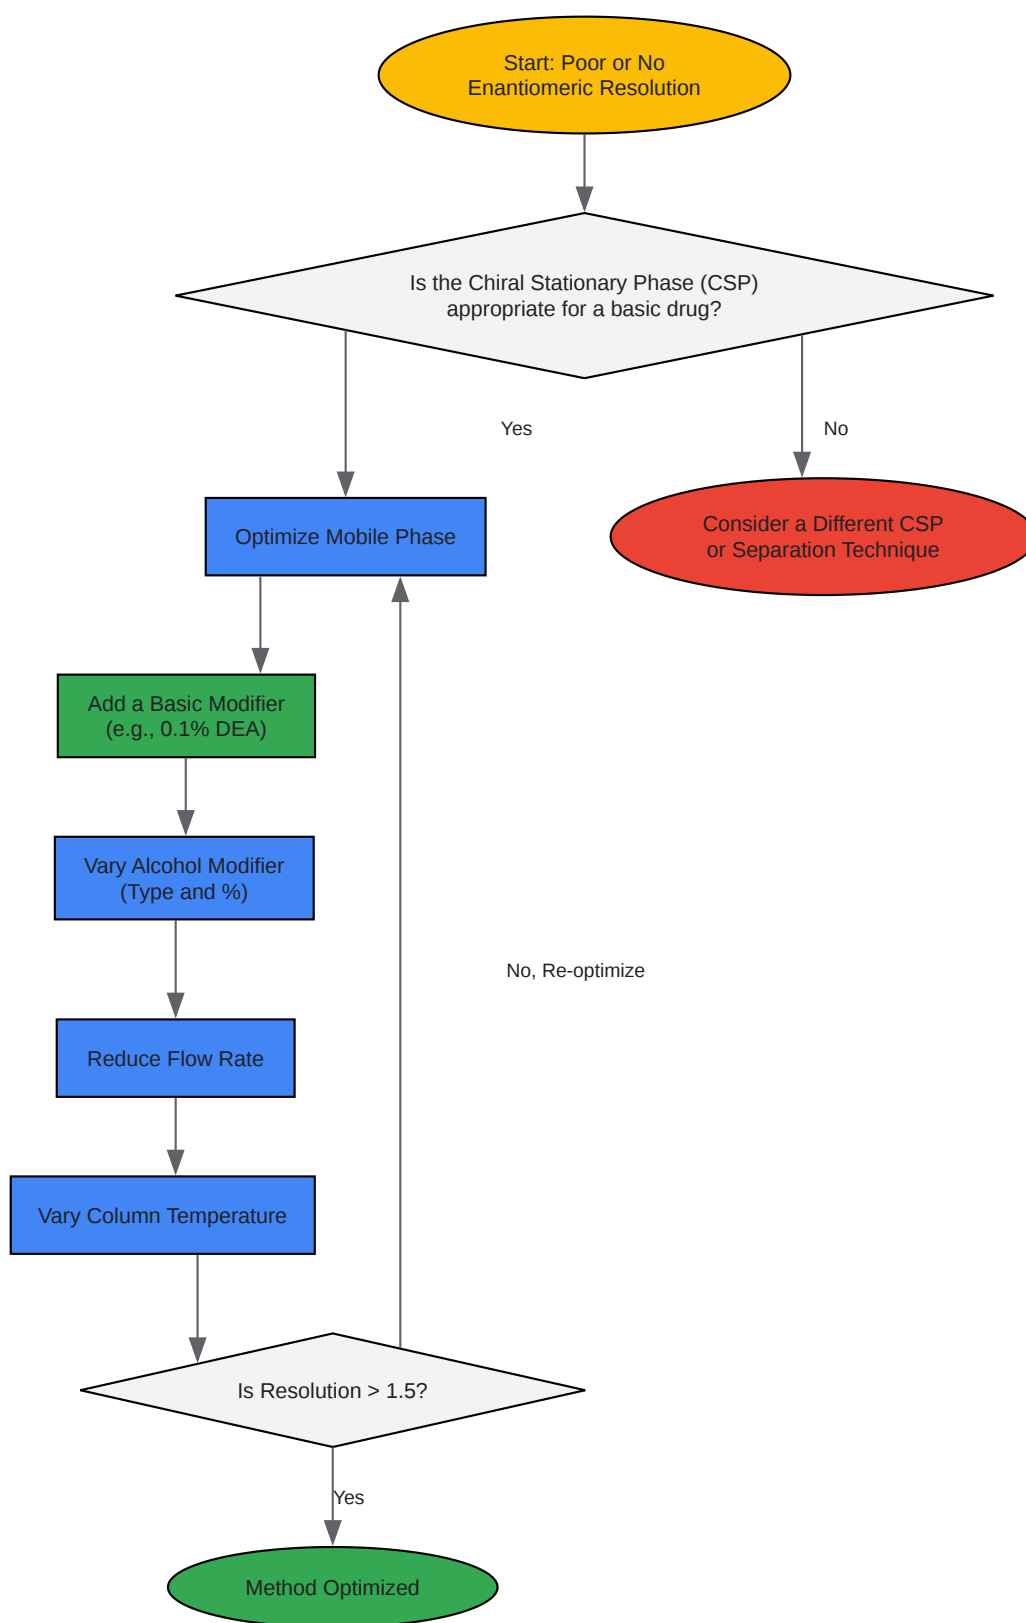 Start: Poor or No
Enantiomeric Resolution
Is the Chiral Stationary Phase (CSP)
appropriate for a basic drug?
Yes
No
Optimize Mobile Phase
Consider a Different CSP
or Separation Technique
Add a Basic Modifier
(e.g., 0.1% DEA)
Vary Alcohol Modifier
(Type and %)
No, Re-optimize
Reduce Flow Rate
Vary Column Temperature
Is Resolution > 1.5?
Yes
Method Optimized